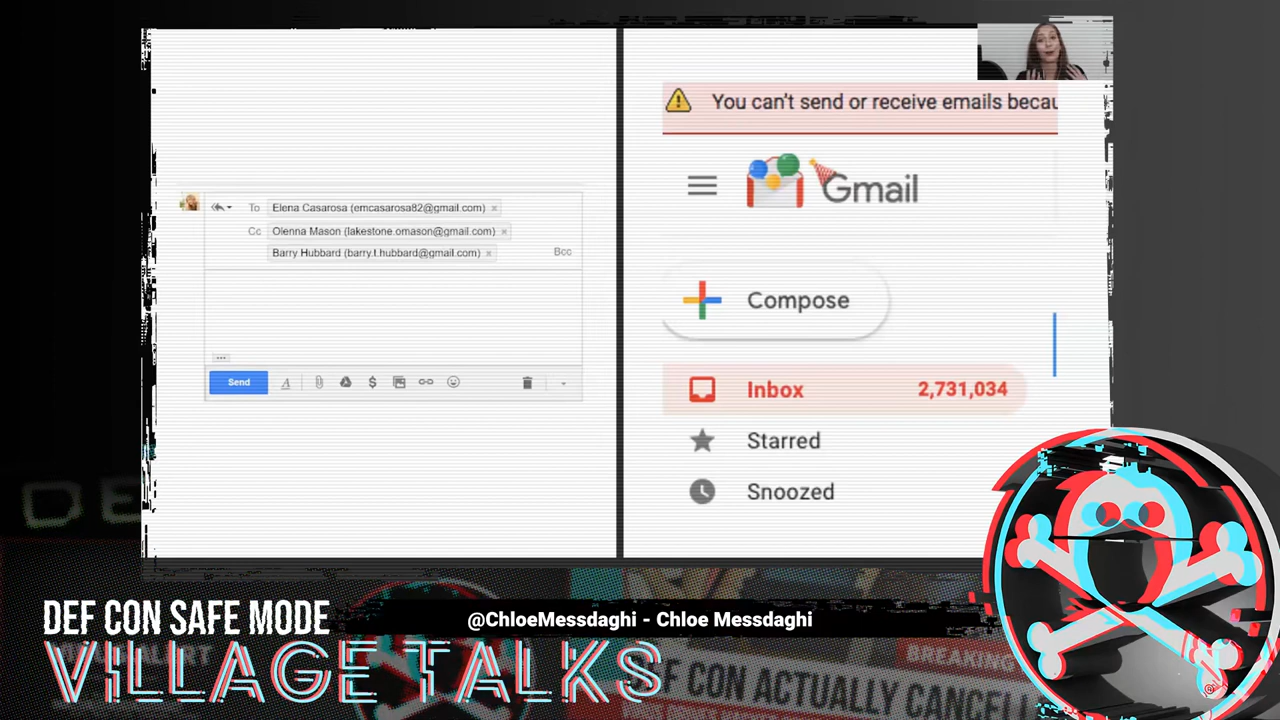 You can't send or receive emails becau
Gmail
To Elena Casarosa (emcasarosa82@gmail.com) ×
Cc Olenna Mason (lakestone.omason@gmail.com) ×
Barry Hubbard (barry.t.hubbard@gmail.com) × Bcc
Send
Compose
Inbox 2,731,034
Starred
Snoozed
DEF CON SAFE MODE
@ChloeMessdaghi - Chloe Messdaghi
VILLAGE TALKS
BREAKING
DEF CON ACTUALLY CANCELL